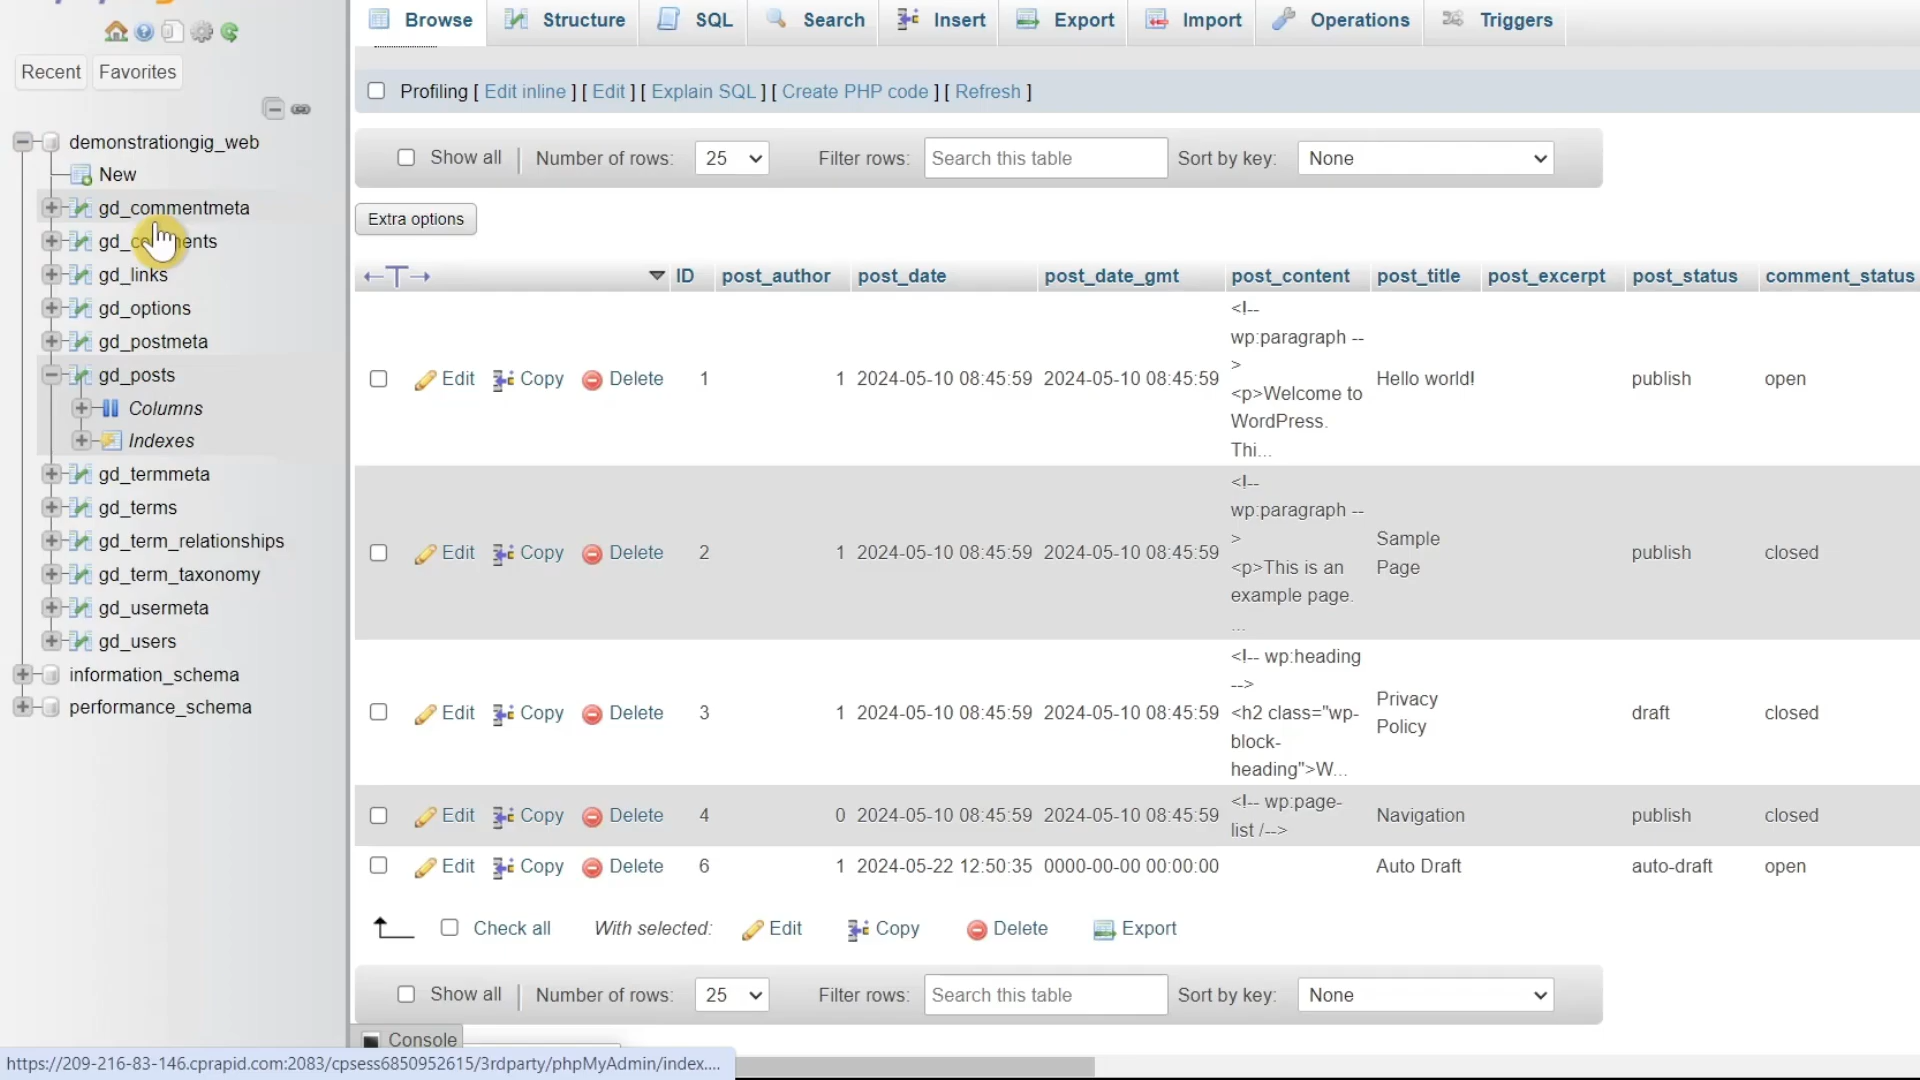 Browse Structure SQL Search Insert Export Import Operations Triggers
Recent Favorites
Profiling [ Edit inline ] [ Edit ] [ Explain SQL ] [ Create PHP code ] [ Refresh ]
demonstrationgig_web
New
gd_commentmeta
gd_links
gd_options
gd_postmeta
gd_posts
Columns
Indexes
gd_termmeta
gd_terms
gd_term_relationships
gd_term_taxonomy
gd_usermeta
gd_users
information_schema
performance_schema
Show all | Number of rows: 25 Filter rows: Search this table Sort by key: None
Extra options
←T→ ID post_author post_date post_date_gmt post_content post_title post_excerpt post_status comment_status
<!--
wp:paragraph --
>
Edit Copy Delete 1 1 2024-05-10 08:45:59 2024-05-10 08:45:59 <p>Welcome to Hello world! publish open
WordPress.
Thi...
<!--
wp:paragraph --
>
Edit Copy Delete 2 1 2024-05-10 08:45:59 2024-05-10 08:45:59 <p>This is an Sample Page publish closed
example page.
...
<!-- wp:heading
-->
Edit Copy Delete 3 1 2024-05-10 08:45:59 2024-05-10 08:45:59 <h2 class="wp- Privacy Policy draft closed
block-
heading">W...
<!-- wp:page-
Edit Copy Delete 4 0 2024-05-10 08:45:59 2024-05-10 08:45:59 list /--> Navigation publish closed
Edit Copy Delete 6 1 2024-05-22 12:50:35 0000-00-00 00:00:00 Auto Draft auto-draft open
Check all With selected: Edit Copy Delete Export
Show all | Number of rows: 25 Filter rows: Search this table Sort by key: None
Console
https://209-216-83-146.cprapid.com:2083/cpsess6850952615/3rdparty/phpMyAdmin/index....